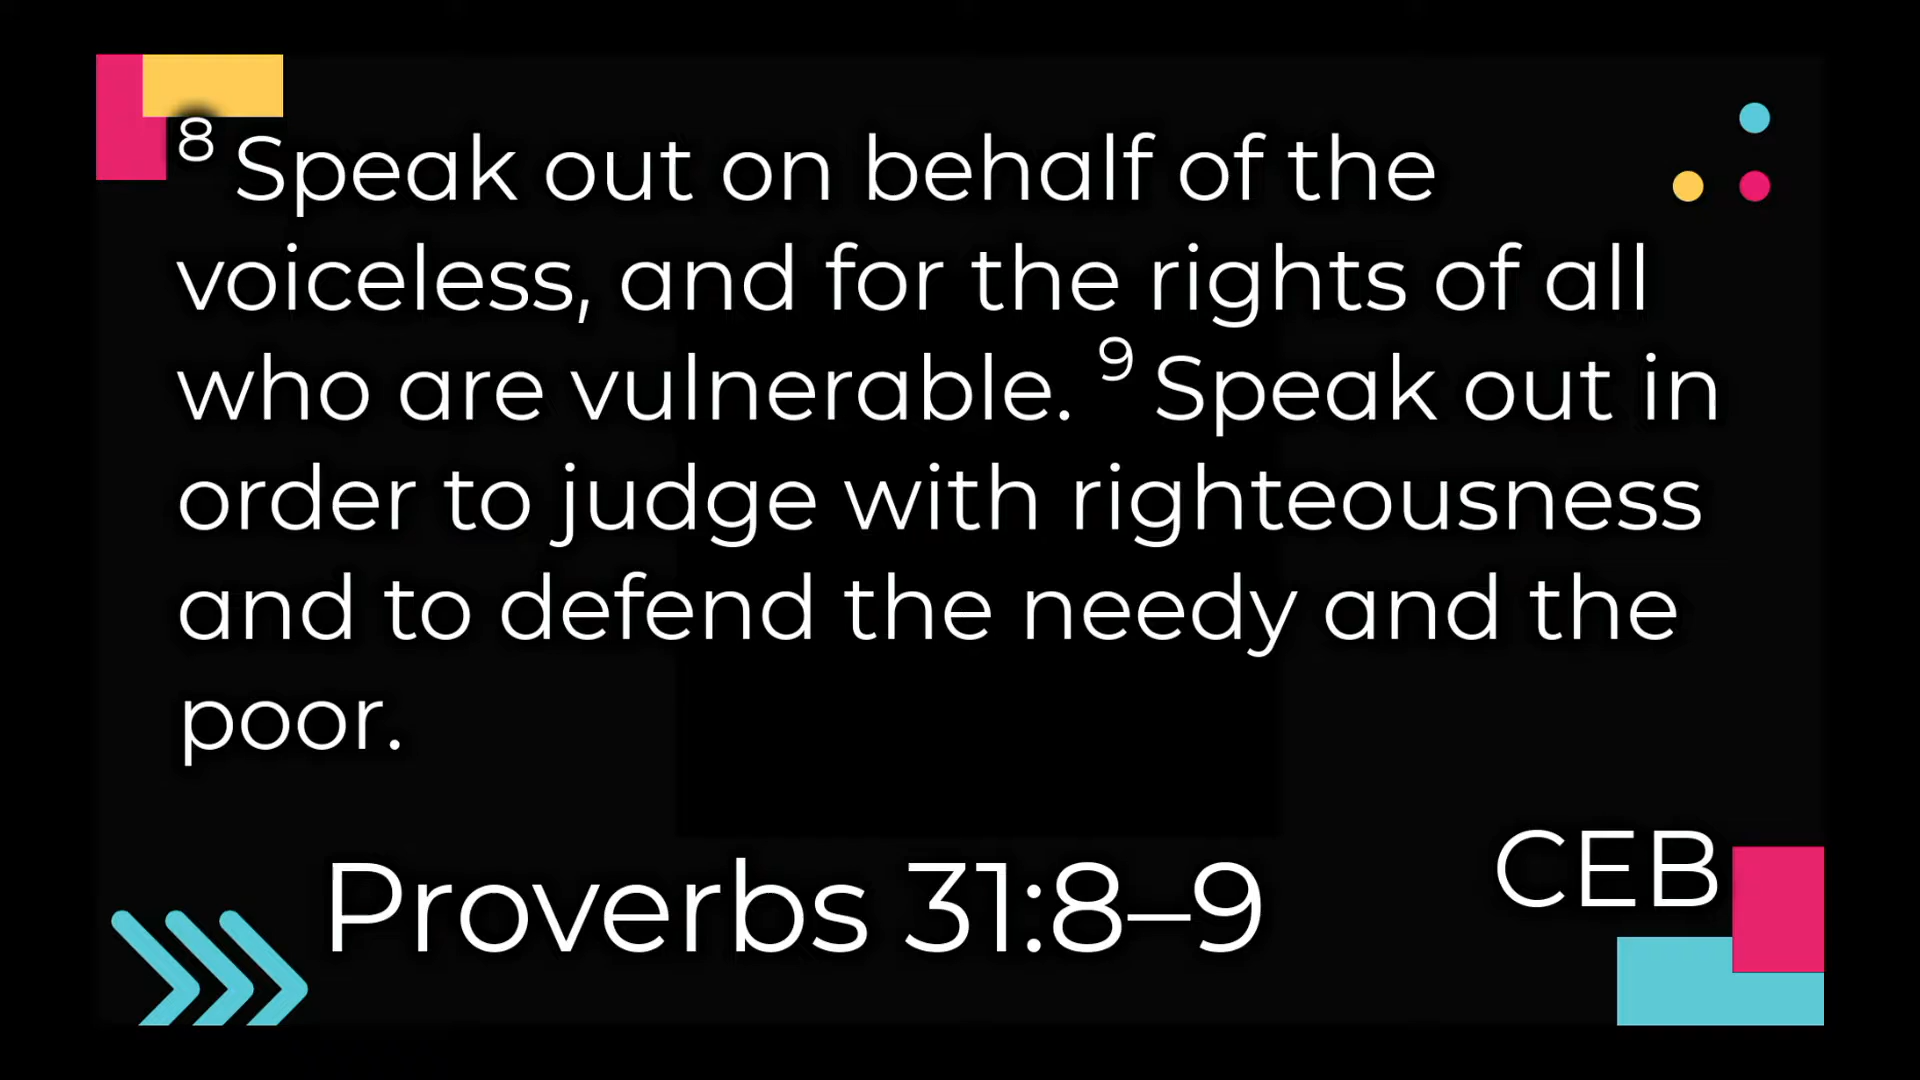 8 Speak out on behalf of the
voiceless, and for the rights of all
who are vulnerable. 9 Speak out in
order to judge with righteousness
and to defend the needy and the
poor.
Proverbs 31:8–9
CEB